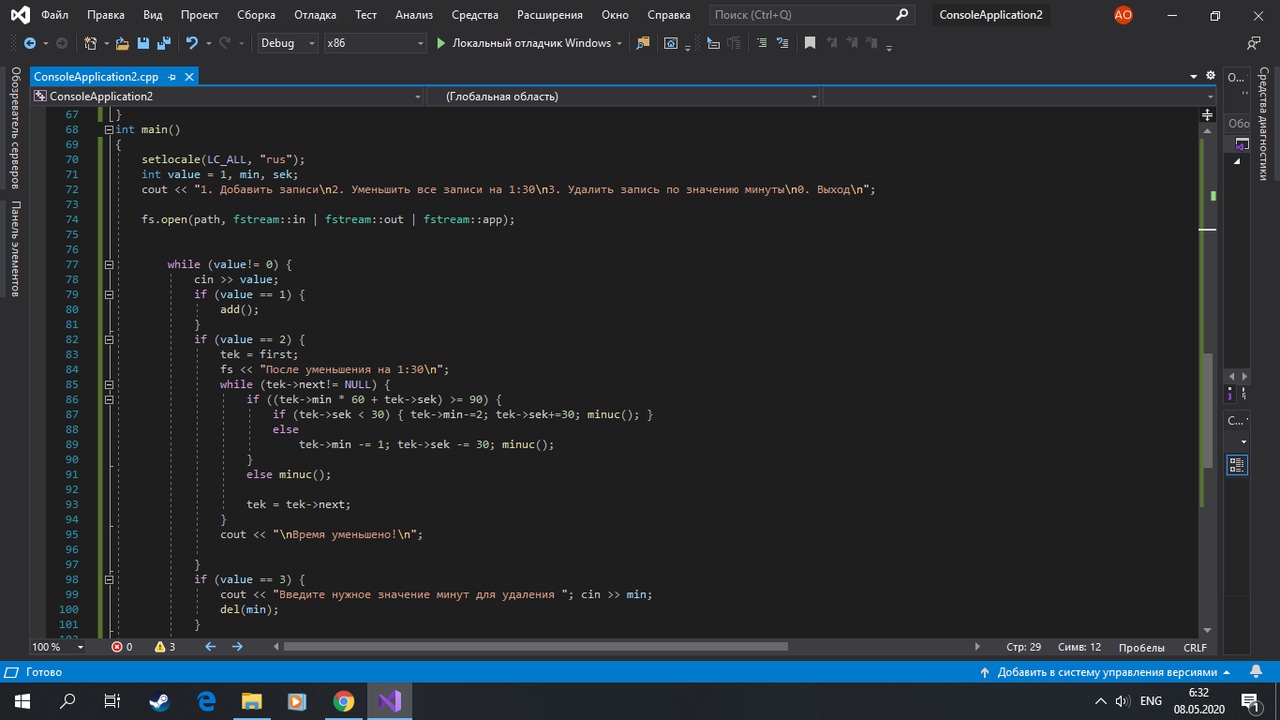 Файл Правка Вид Проект Сборка Отладка Тест Анализ Средства Расширения Окно Справка Поиск (Ctrl+Q) ConsoleApplication2 AO
Debug x86 Локальный отладчик Windows
Обозреватель серверов
Панель элементов
ConsoleApplication2.cpp
ConsoleApplication2 (Глобальная область)
67 }
68 int main()
69 {
70 setlocale(LC_ALL, "rus");
71 int value = 1, min, sek;
72 cout << "1. Добавить записи\n2. Уменьшить все записи на 1:30\n3. Удалить запись по значению минуты\n0. Выход\n";
73
74 fs.open(path, fstream::in | fstream::out | fstream::app);
75
76
77 while (value!= 0) {
78 cin >> value;
79 if (value == 1) {
80 add();
81 }
82 if (value == 2) {
83 tek = first;
84 fs << "После уменьшения на 1:30\n";
85 while (tek->next!= NULL) {
86 if ((tek->min * 60 + tek->sek) >= 90) {
87 if (tek->sek < 30) { tek->min-=2; tek->sek+=30; minuc(); }
88 else
89 tek->min -= 1; tek->sek -= 30; minuc();
90 }
91 else minuc();
92
93 tek = tek->next;
94 }
95 cout << "\nВремя уменьшено!\n";
96
97 }
98 if (value == 3) {
99 cout << "Введите нужное значение минут для удаления "; cin >> min;
100 del(min);
101 }
О...
Обо
С...
Средства диагностики
100 % 0 3 Стр: 29 Симв: 12 Пробелы CRLF
Готово Добавить в систему управления версиями
ENG 6:32
08.05.2020
1